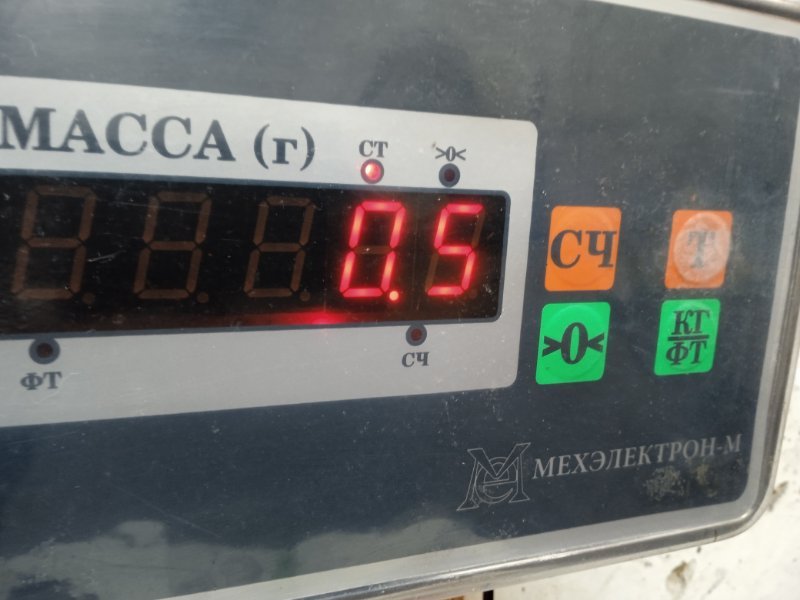 МАССА (г)
СТ
>0<
0.5
СЧ
Т
>0<
КГ
ФТ
ФТ
СЧ
МЕХЭЛЕКТРОН-М